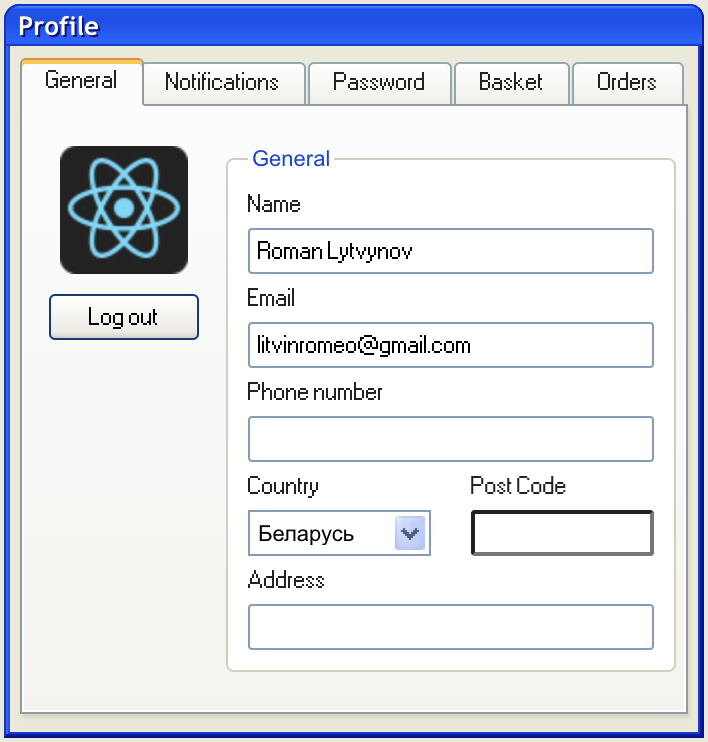 Profile
General Notifications Password Basket Orders
General
Name
Roman Lytvynov
Log out
Email
litvinromeo@gmail.com
Phone number
Country Post Code
Беларусь
Address